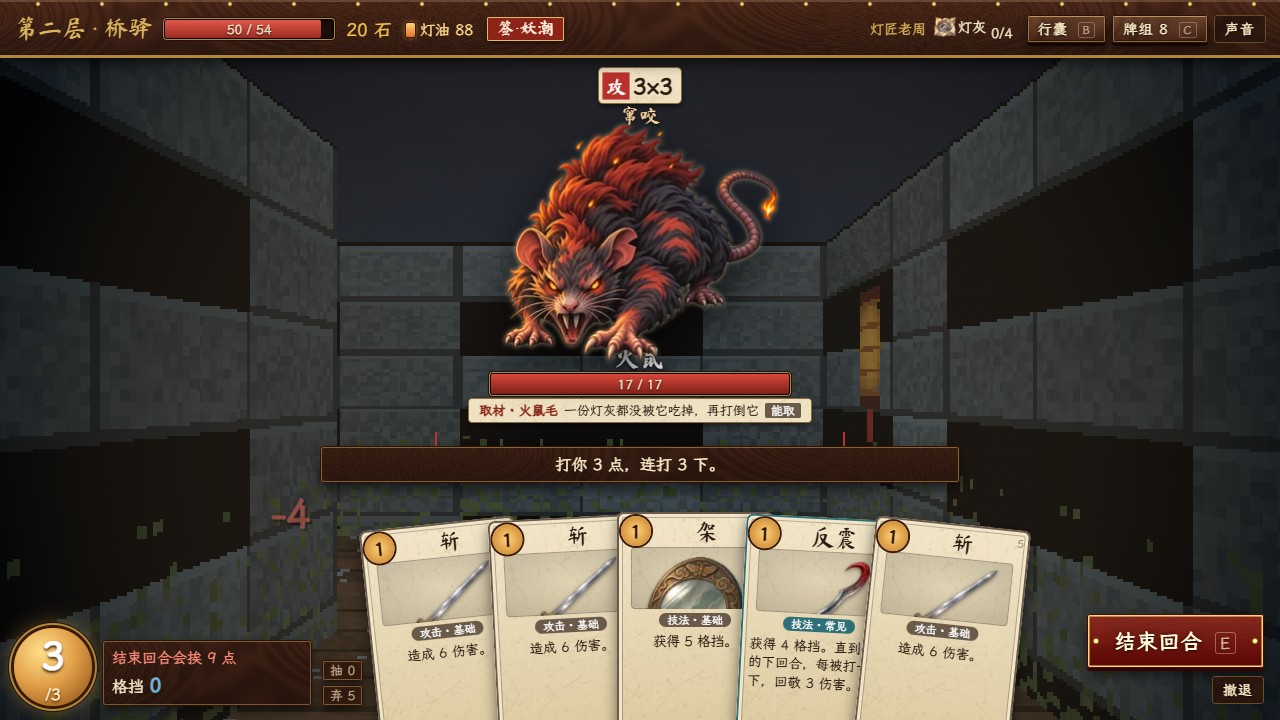 第二层·桥驿
50 / 54
20 石
灯油 88
签·妖潮
灯匠老周
灯灰 0/4
行囊 B
牌组 8 C
声音
攻 3×3
窜咬
火鼠
17 / 17
取材·火鼠毛 一份灯灰都没被它吃掉，再打倒它 能取
打你 3 点，连打 3 下。
-4
1 斩
攻击·基础
造成 6 伤害。
1 斩
攻击·基础
造成 6 伤害。
1 架
技法·基础
获得 5 格挡。
1 反震
技法·常见
获得 4 格挡。直到
的下回合，每被打一
下，回敬 3 伤害。
1 斩 5
攻击·基础
造成 6 伤害。
3
/3
结束回合会挨 9 点
格挡 0
抽 0
弃 5
结束回合 E
撤退